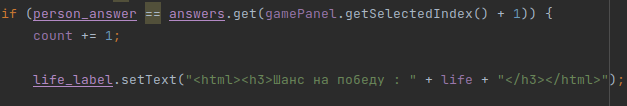 if (person_answer == answers.get(gamePanel.getSelectedIndex() + 1)) {
count += 1;
life_label.setText("<html><h3>Шанс на победу : " + life + "</h3></html>");